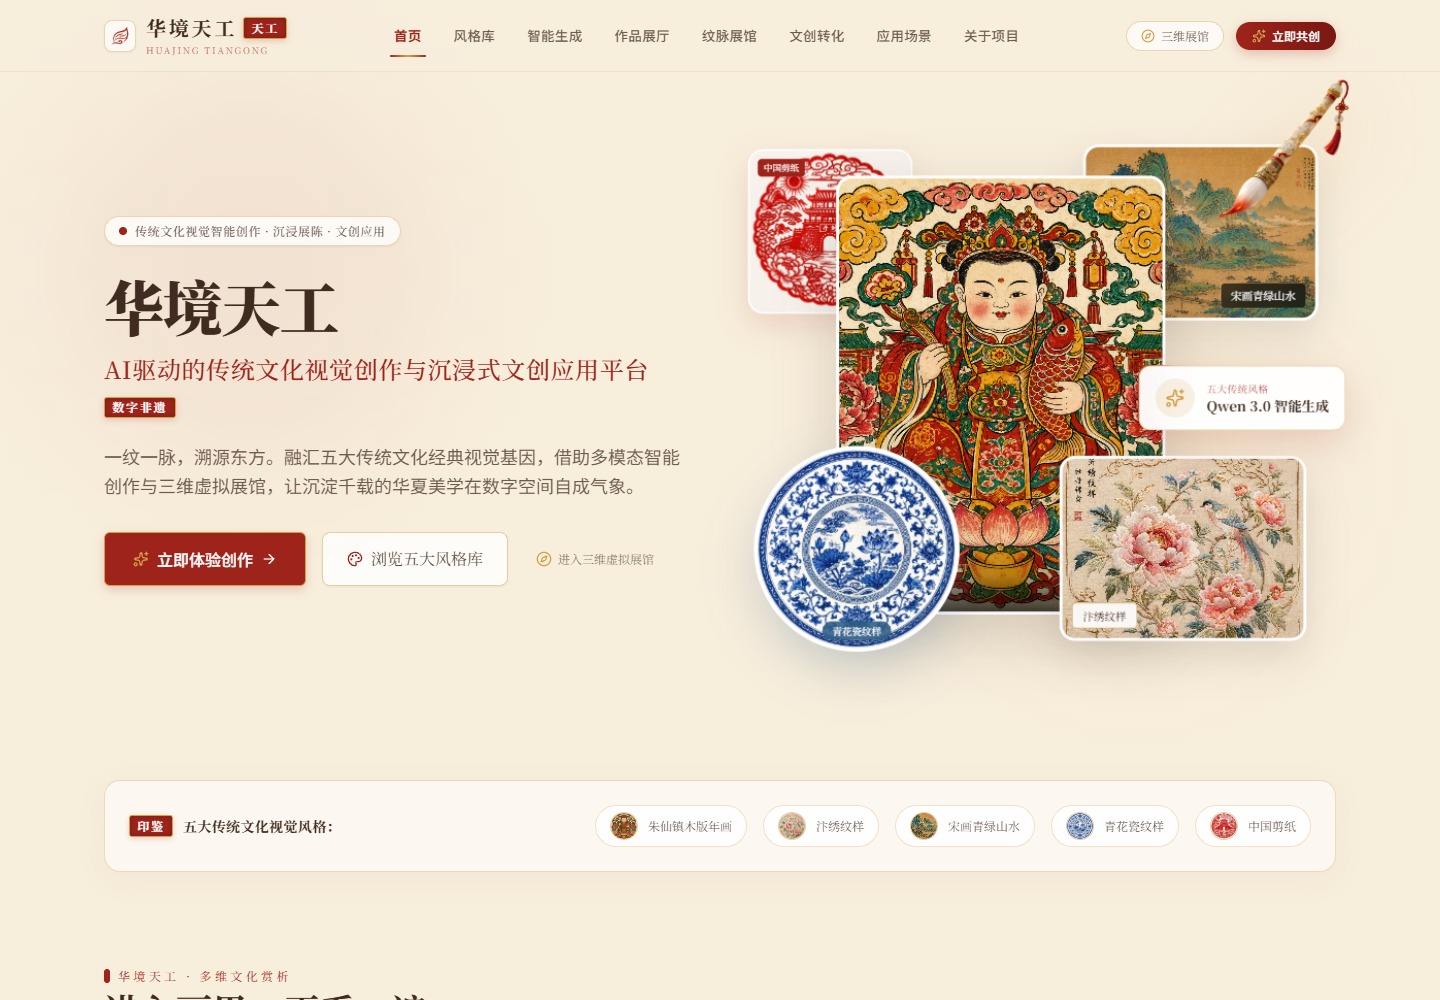 华境天工 天工
HUAJING TIANGONG
首页 风格库 智能生成 作品展厅 纹脉展馆 文创转化 应用场景 关于项目
三维展馆 立即共创
传统文化视觉智能创作 · 沉浸展陈 · 文创应用
华境天工
AI驱动的传统文化视觉创作与沉浸式文创应用平台
数字非遗
一纹一脉，溯源东方。融汇五大传统文化经典视觉基因，借助多模态智能
创作与三维虚拟展馆，让沉淀千载的华夏美学在数字空间自成气象。
立即体验创作
浏览五大风格库
进入三维虚拟展馆
中国剪纸
宋画青绿山水
五大传统风格
Qwen 3.0 智能生成
汴绣纹样
青花瓷纹样
印鉴 五大传统文化视觉风格：
朱仙镇木版年画 汴绣纹样 宋画青绿山水 青花瓷纹样 中国剪纸
华境天工 · 多维文化赏析